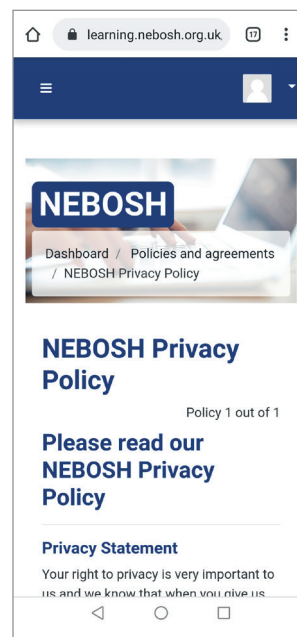 learning.nebosh.org.uk
17
NEBOSH
Dashboard / Policies and agreements
/ NEBOSH Privacy Policy
NEBOSH Privacy
Policy
Policy 1 out of 1
Please read our
NEBOSH Privacy
Policy
Privacy Statement
Your right to privacy is very important to
us and we know that when you give us